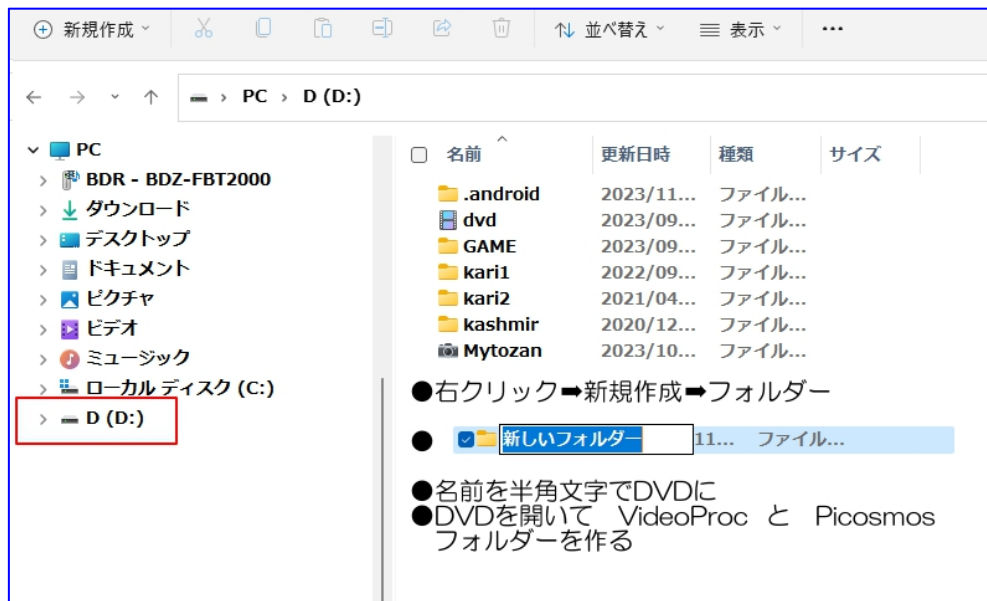 新規作成 並べ替え 表示 ...
PC > D (D:)
PC
BDR - BDZ-FBT2000
ダウンロード
デスクトップ
ドキュメント
ピクチャ
ビデオ
ミュージック
ローカル ディスク (C:)
D (D:)
名前 更新日時 種類 サイズ
.android 2023/11... ファイル...
dvd 2023/09... ファイル...
GAME 2023/09... ファイル...
kari1 2022/09... ファイル...
kari2 2021/04... ファイル...
kashmir 2020/12... ファイル...
Mytozan 2023/10... ファイル...
●右クリック➡新規作成➡フォルダー
● 新しいフォルダー 11... ファイル...
●名前を半角文字でDVDに
●DVDを開いて VideoProc と Picosmos
フォルダーを作る